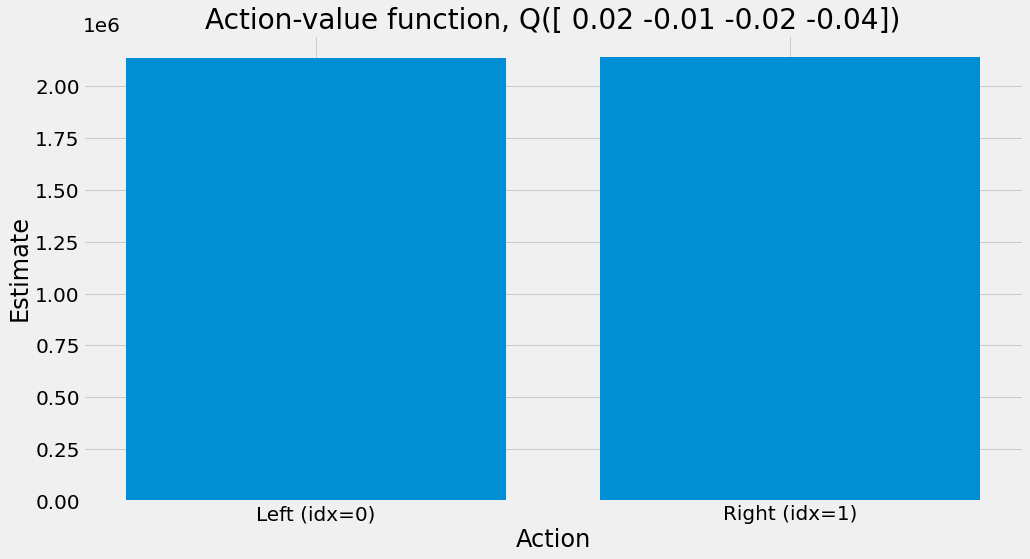 Action-value function, Q([ 0.02 -0.01 -0.02 -0.04])
1e6
2.00
1.75
1.50
1.25
1.00
0.75
0.50
0.25
0.00
Estimate
Left (idx=0)
Right (idx=1)
Action